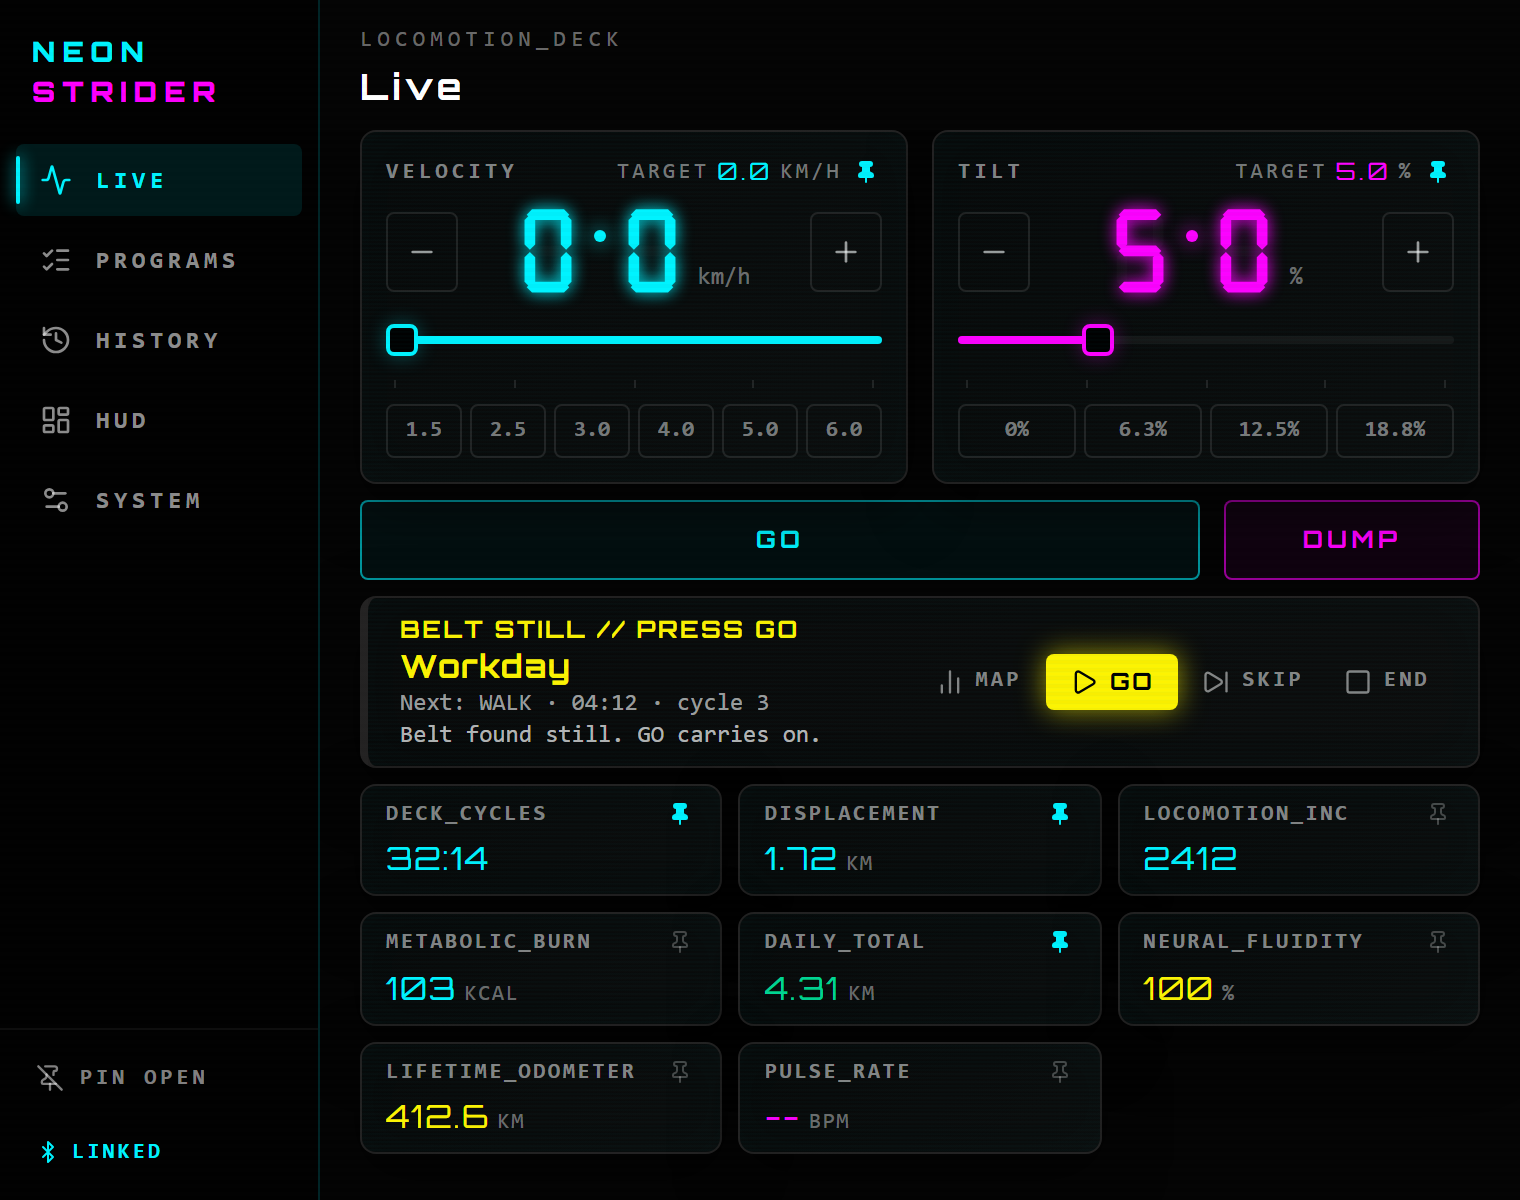 NEON
STRIDER
LIVE
PROGRAMS
HISTORY
HUD
SYSTEM
PIN OPEN
LINKED
LOCOMOTION_DECK
Live
VELOCITY TARGET 0.0 KM/H
− 0.0 km/h +
1.5 2.5 3.0 4.0 5.0 6.0
TILT TARGET 5.0 %
− 5.0 % +
0% 6.3% 12.5% 18.8%
GO DUMP
BELT STILL // PRESS GO
Workday
Next: WALK · 04:12 · cycle 3
Belt found still. GO carries on.
MAP GO SKIP END
DECK_CYCLES
32:14
DISPLACEMENT
1.72 KM
LOCOMOTION_INC
2412
METABOLIC_BURN
103 KCAL
DAILY_TOTAL
4.31 KM
NEURAL_FLUIDITY
100 %
LIFETIME_ODOMETER
412.6 KM
PULSE_RATE
-- BPM